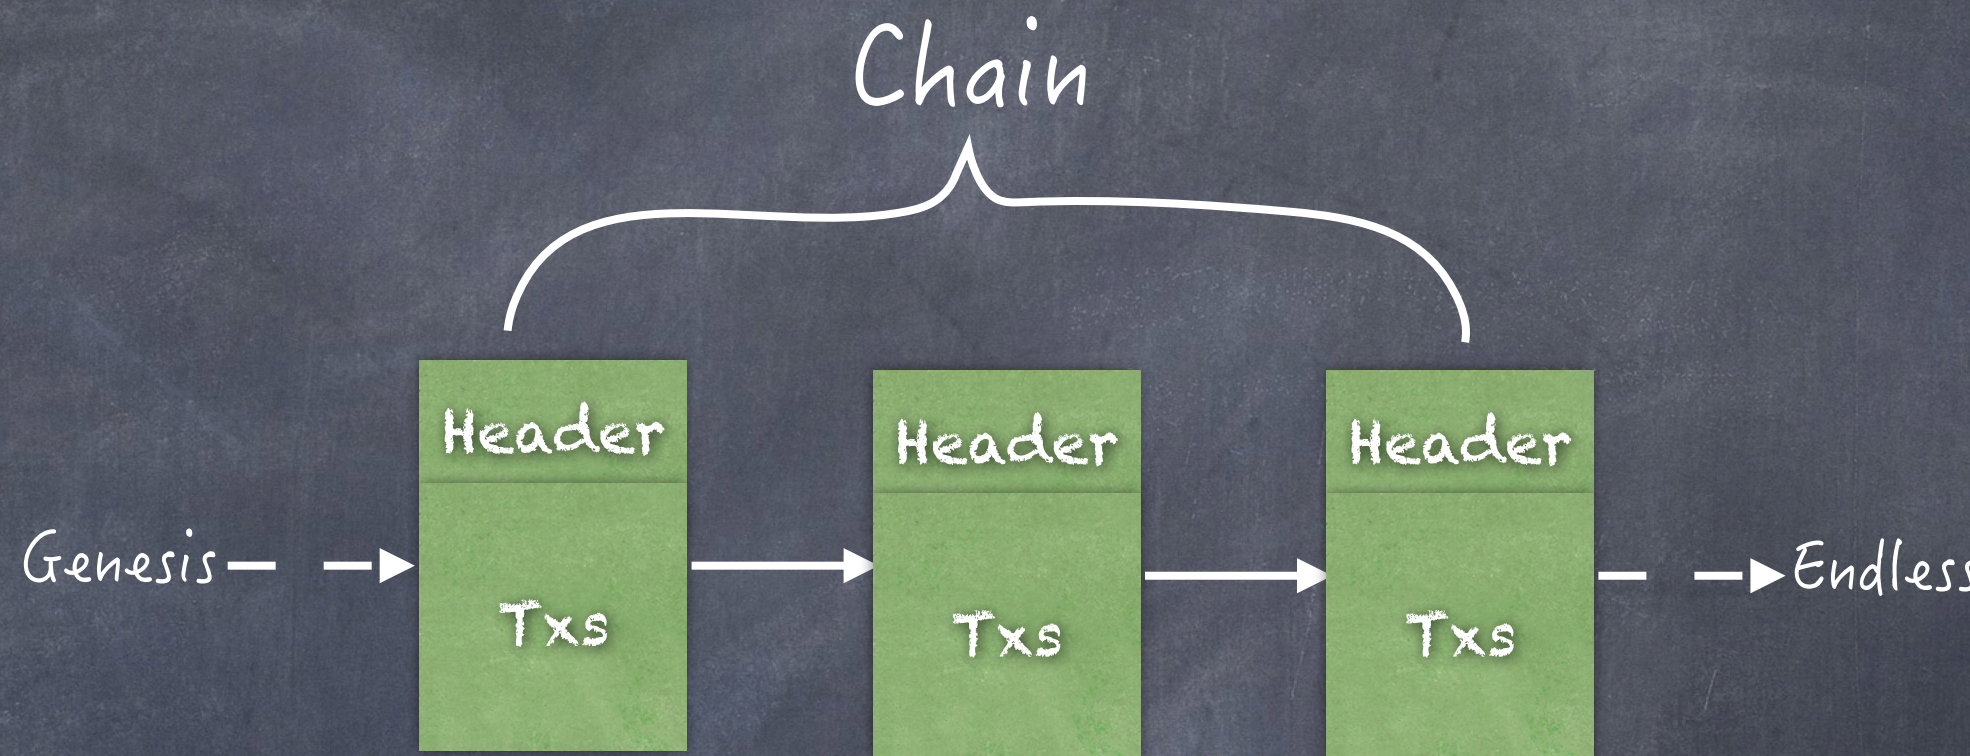 Chain
Header
Header
Header
Genesis
Endless
Txs
Txs
Txs